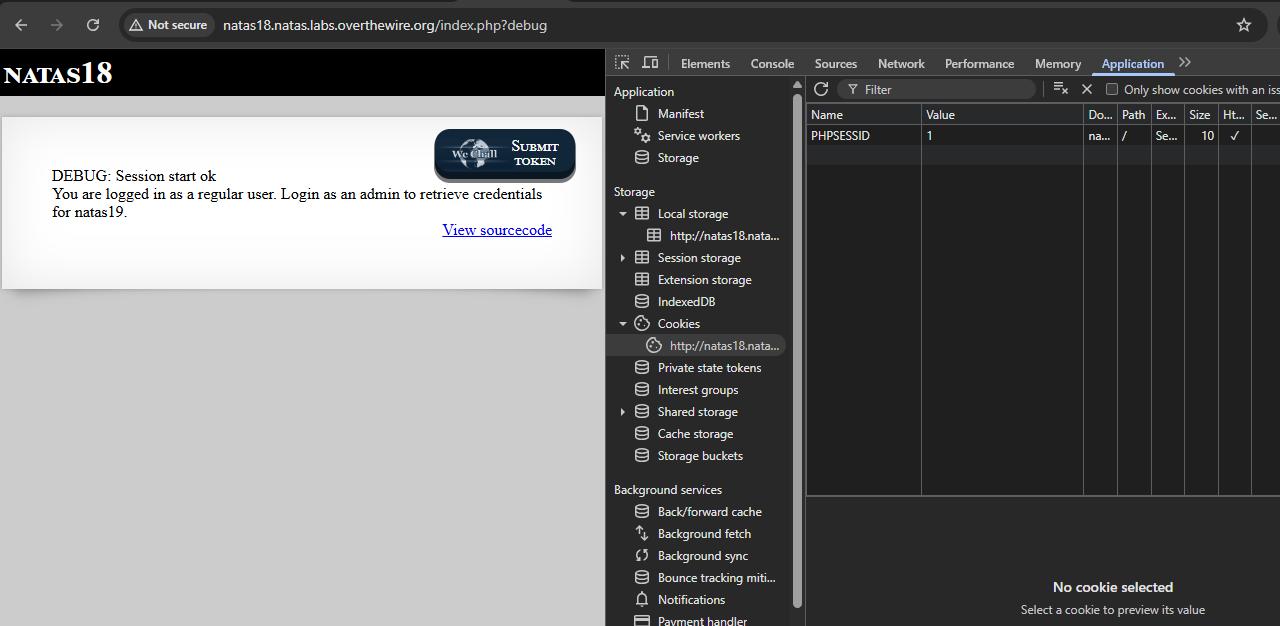 Not secure natas18.natas.labs.overthewire.org/index.php?debug
NATAS18
We Chall SUBMIT TOKEN
DEBUG: Session start ok
You are logged in as a regular user. Login as an admin to retrieve credentials
for natas19.
View sourcecode
Elements Console Sources Network Performance Memory Application
Application
Manifest
Service workers
Storage
Storage
Local storage
http://natas18.nata...
Session storage
Extension storage
IndexedDB
Cookies
http://natas18.nata...
Private state tokens
Interest groups
Shared storage
Cache storage
Storage buckets
Background services
Back/forward cache
Background fetch
Background sync
Bounce tracking miti...
Notifications
Payment handler
Filter Only show cookies with an iss
Name Value Do... Path Ex... Size Ht... Se...
PHPSESSID 1 na... / Se... 10 ✓
No cookie selected
Select a cookie to preview its value